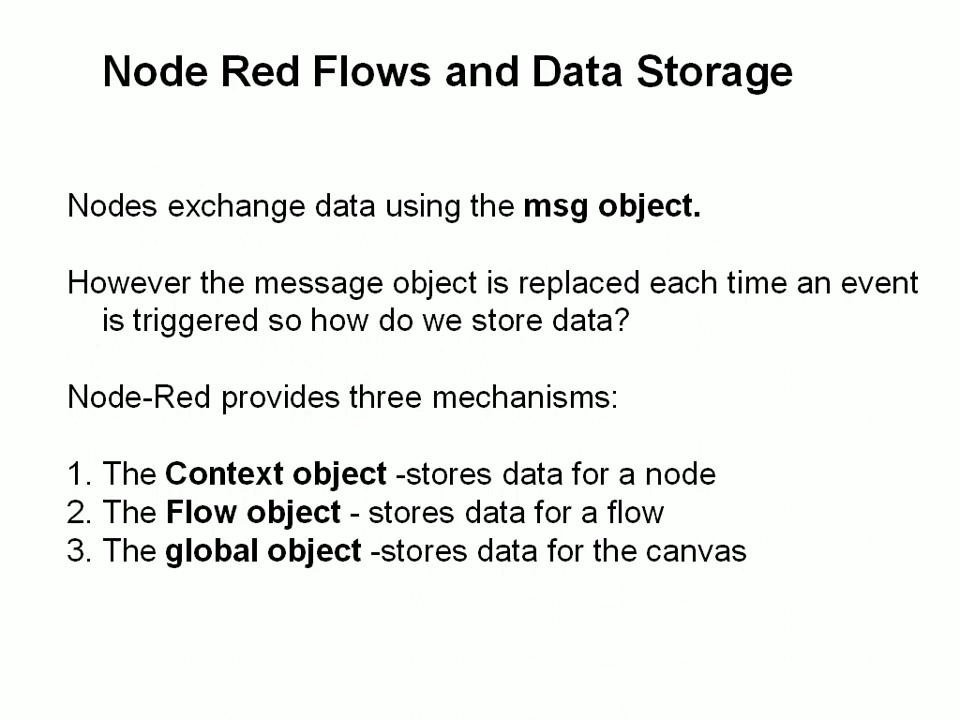 Node Red Flows and Data Storage
Nodes exchange data using the msg object.
However the message object is replaced each time an event
is triggered so how do we store data?
Node-Red provides three mechanisms:
1. The Context object -stores data for a node
2. The Flow object - stores data for a flow
3. The global object -stores data for the canvas